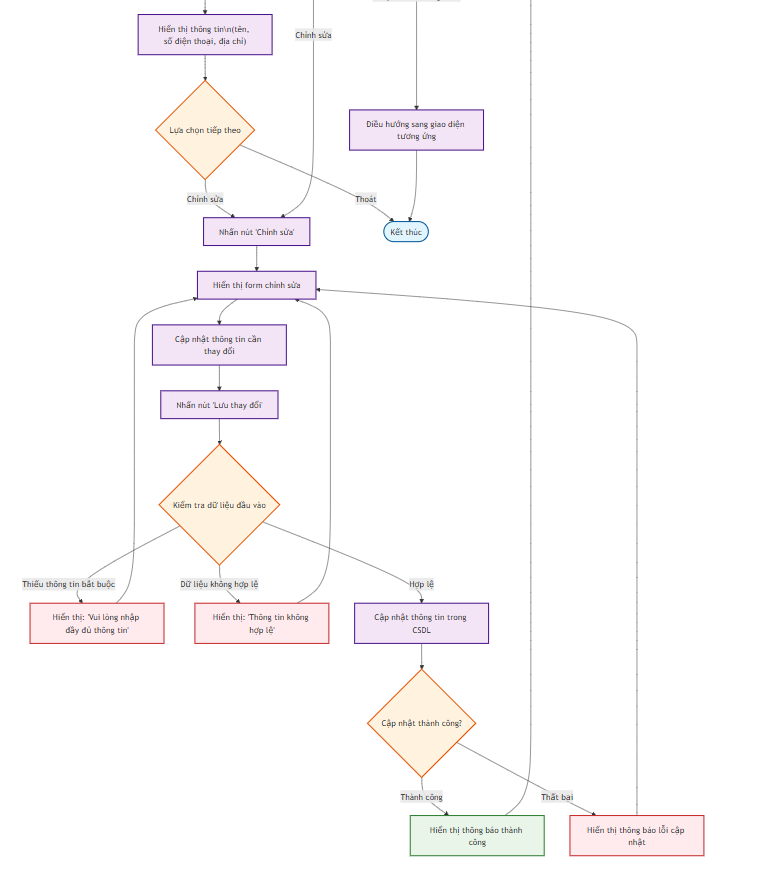 Hiển thị thông tin\n(tên,
số điện thoại, địa chỉ)
Chỉnh sửa
Lựa chọn tiếp theo
Điều hướng sang giao diện
tương ứng
Chỉnh sửa
Thoát
Nhấn nút 'Chỉnh sửa'
Kết thúc
Hiển thị form chỉnh sửa
Cập nhật thông tin cần
thay đổi
Nhấn nút 'Lưu thay đổi'
Kiểm tra dữ liệu đầu vào
Thiếu thông tin bắt buộc
Dữ liệu không hợp lệ
Hợp lệ
Hiển thị: 'Vui lòng nhập
đầy đủ thông tin'
Hiển thị: 'Thông tin không
hợp lệ'
Cập nhật thông tin trong
CSDL
Cập nhật thành công?
Thành công
Thất bại
Hiển thị thông báo thành
công
Hiển thị thông báo lỗi cập
nhật